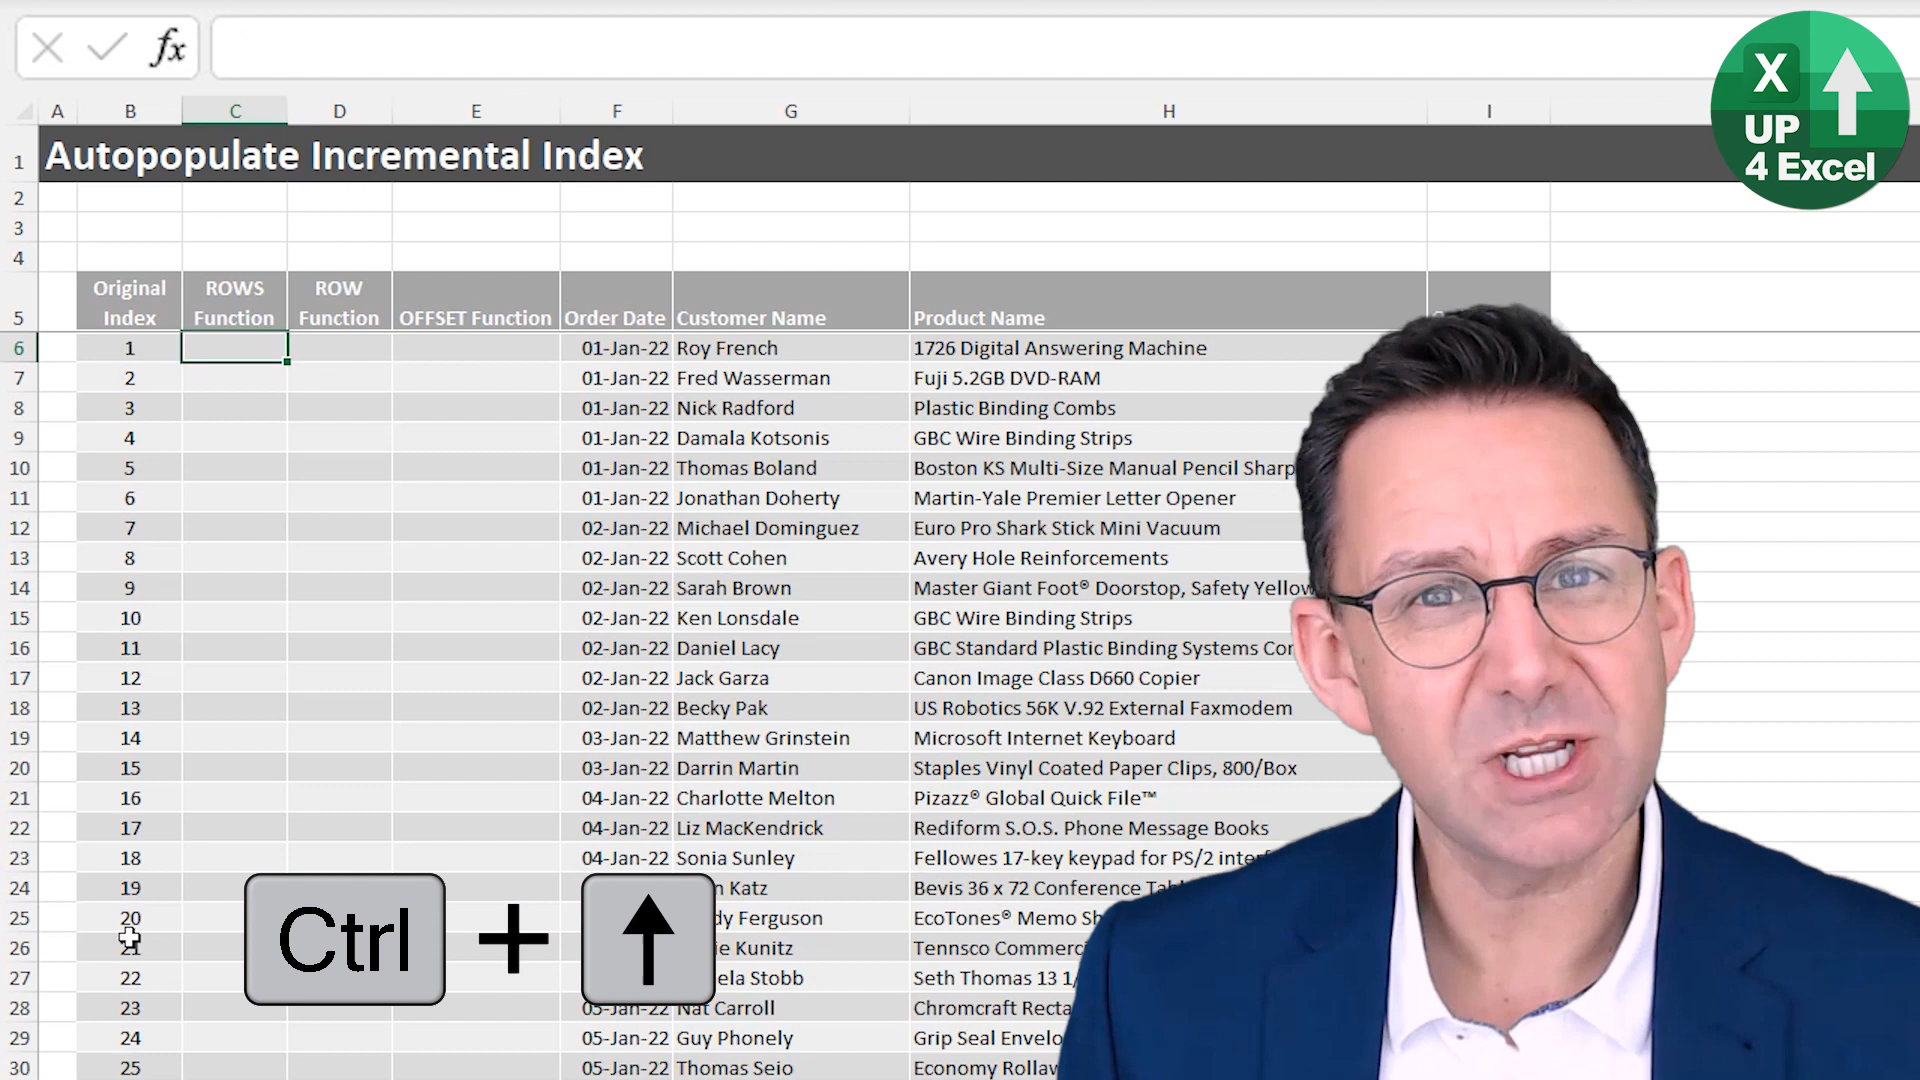 fx
X
UP
4 Excel
A B C D E F G H I
1 Autopopulate Incremental Index
2
3
4
Original ROWS ROW
5 Index Function Function OFFSET Function Order Date Customer Name Product Name
6 1 01-Jan-22 Roy French 1726 Digital Answering Machine
7 2 01-Jan-22 Fred Wasserman Fuji 5.2GB DVD-RAM
8 3 01-Jan-22 Nick Radford Plastic Binding Combs
9 4 01-Jan-22 Damala Kotsonis GBC Wire Binding Strips
10 5 01-Jan-22 Thomas Boland Boston KS Multi-Size Manual Pencil Sharp
11 6 01-Jan-22 Jonathan Doherty Martin-Yale Premier Letter Opener
12 7 02-Jan-22 Michael Dominguez Euro Pro Shark Stick Mini Vacuum
13 8 02-Jan-22 Scott Cohen Avery Hole Reinforcements
14 9 02-Jan-22 Sarah Brown Master Giant Foot® Doorstop, Safety Yellow
15 10 02-Jan-22 Ken Lonsdale GBC Wire Binding Strips
16 11 02-Jan-22 Daniel Lacy GBC Standard Plastic Binding Systems Cor
17 12 02-Jan-22 Jack Garza Canon Image Class D660 Copier
18 13 02-Jan-22 Becky Pak US Robotics 56K V.92 External Faxmodem
19 14 03-Jan-22 Matthew Grinstein Microsoft Internet Keyboard
20 15 03-Jan-22 Darrin Martin Staples Vinyl Coated Paper Clips, 800/Box
21 16 04-Jan-22 Charlotte Melton Pizazz® Global Quick File™
22 17 04-Jan-22 Liz MacKendrick Rediform S.O.S. Phone Message Books
23 18 04-Jan-22 Sonia Sunley Fellowes 17-key keypad for PS/2 interf
24 19 n Katz Bevis 36 x 72 Conference Tab
25 20 dy Ferguson EcoTones® Memo Sh
26 21 ie Kunitz Tennsco Commerci
27 22 ela Stobb Seth Thomas 13 1/
28 23 05-Jan-22 Nat Carroll Chromcraft Recta
29 24 05-Jan-22 Guy Phonely Grip Seal Envelo
30 25 05-Jan-22 Thomas Seio Economy Rollaw
Ctrl + ↑